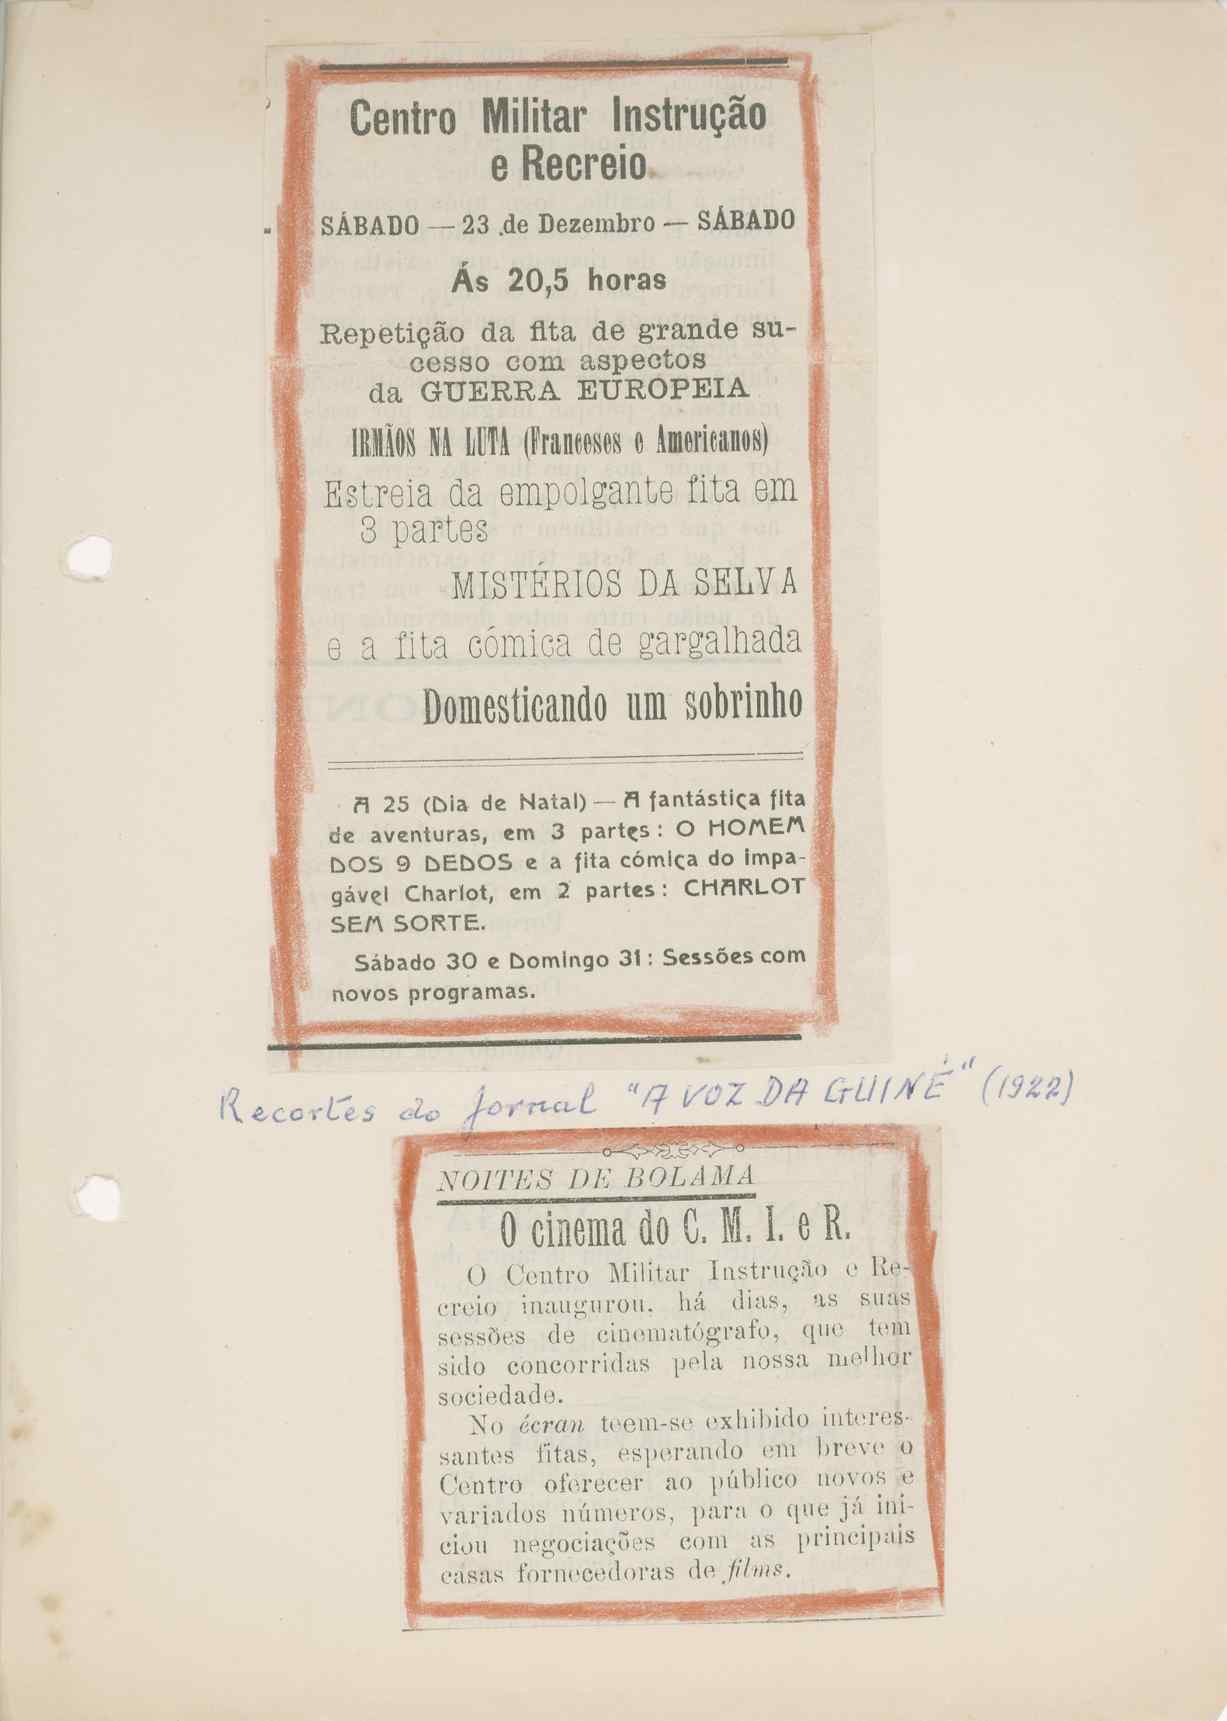 Centro Militar Instrução
e Recreio.
SÁBADO — 23 de Dezembro — SÁBADO
Ás 20,5 horas
Repetição da fita de grande su-
cesso com aspectos
da GUERRA EUROPEIA
IRMÃOS NA LUTA (Franceses e Americanos)
Estreia da empolgante fita em
3 partes
MISTÉRIOS DA SELVA
e a fita cómica de gargalhada
Domesticando um sobrinho
A 25 (Dia de Natal) — A fantástica fita
de aventuras, em 3 partes: O HOMEM
DOS 9 DEDOS e a fita cómica do impa-
gável Charlot, em 2 partes: CHARLOT
SEM SORTE.
Sábado 30 e Domingo 31: Sessões com
novos programas.
Recortes do Jornal "A VOZ DA GUINÉ" (1922)
NOITES DE BOLAMA
O cinema do C. M. I. e R.
O Centro Militar Instrução e Re-
creio inaugurou, há dias, as suas
sessões de cinematógrafo, que tem
sido concorridas pela nossa melhor
sociedade.
No écran teem-se exhibido interes-
santes fitas, esperando em breve o
Centro oferecer ao público novos e
variados números, para o que já ini-
ciou negociações com as principais
casas fornecedoras de films.